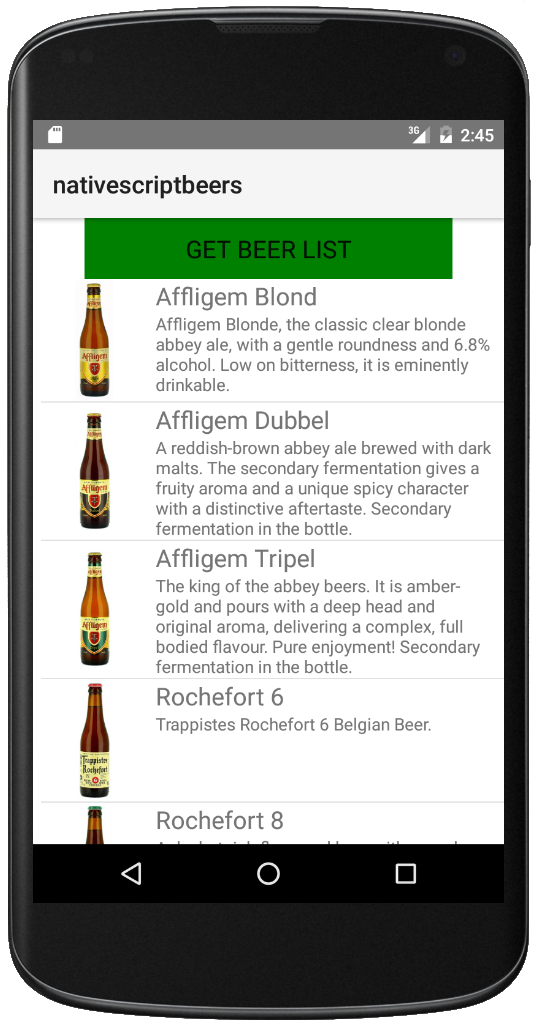 3G 2:45
nativescriptbeers
GET BEER LIST
Affligem Blond
Affligem Blonde, the classic clear blonde
abbey ale, with a gentle roundness and 6.8%
alcohol. Low on bitterness, it is eminently
drinkable.
Affligem
Affligem Dubbel
A reddish-brown abbey ale brewed with dark
malts. The secondary fermentation gives a
fruity aroma and a unique spicy character
with a distinctive aftertaste. Secondary
fermentation in the bottle.
Affligem
Affligem Tripel
The king of the abbey beers. It is amber-
gold and pours with a deep head and
original aroma, delivering a complex, full
bodied flavour. Pure enjoyment! Secondary
fermentation in the bottle.
Affligem
Rochefort 6
Trappistes Rochefort 6 Belgian Beer.
Trappistes
Rochefort
Rochefort 8